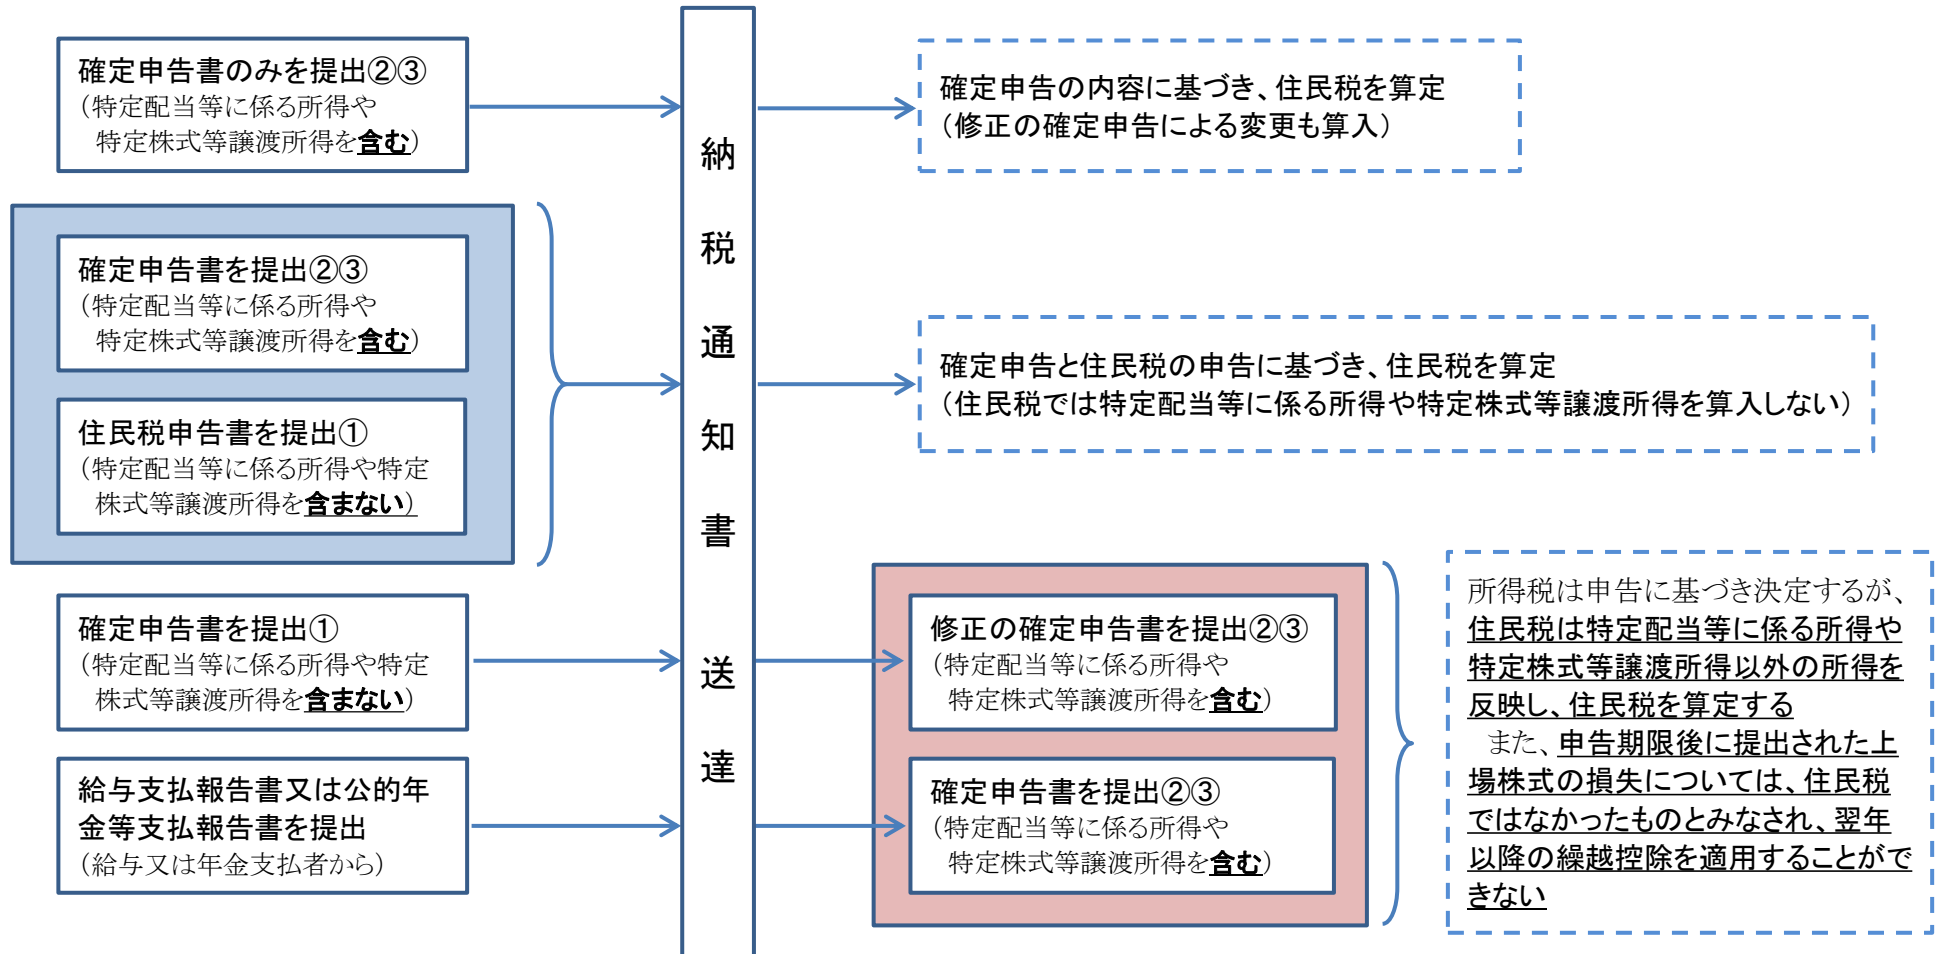 確定申告書のみを提出②③
（特定配当等に係る所得や
特定株式等譲渡所得を含む）
確定申告書を提出②③
（特定配当等に係る所得や
特定株式等譲渡所得を含む）
住民税申告書を提出①
（特定配当等に係る所得や特定
株式等譲渡所得を含まない）
確定申告書を提出①
（特定配当等に係る所得や特定
株式等譲渡所得を含まない）
給与支払報告書又は公的年
金等支払報告書を提出
（給与又は年金支払者から）
納
税
通
知
書
送
達
確定申告の内容に基づき、住民税を算定
（修正の確定申告による変更も算入）
確定申告と住民税の申告に基づき、住民税を算定
（住民税では特定配当等に係る所得や特定株式等譲渡所得を算入しない）
修正の確定申告書を提出②③
（特定配当等に係る所得や
特定株式等譲渡所得を含む）
確定申告書を提出②③
（特定配当等に係る所得や
特定株式等譲渡所得を含む）
所得税は申告に基づき決定するが、
住民税は特定配当等に係る所得や
特定株式等譲渡所得以外の所得を
反映し、住民税を算定する
また、申告期限後に提出された上
場株式の損失については、住民税
ではなかったものとみなされ、翌年
以降の繰越控除を適用することがで
きない